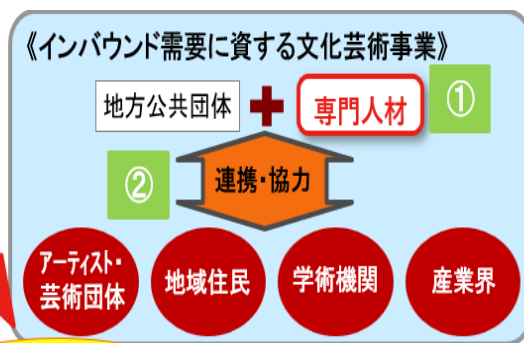 《インバウンド需要に資する文化芸術事業》
地方公共団体 + 専門人材 ①
② 連携・協力
アーティスト・
芸術団体
地域住民
学術機関
産業界